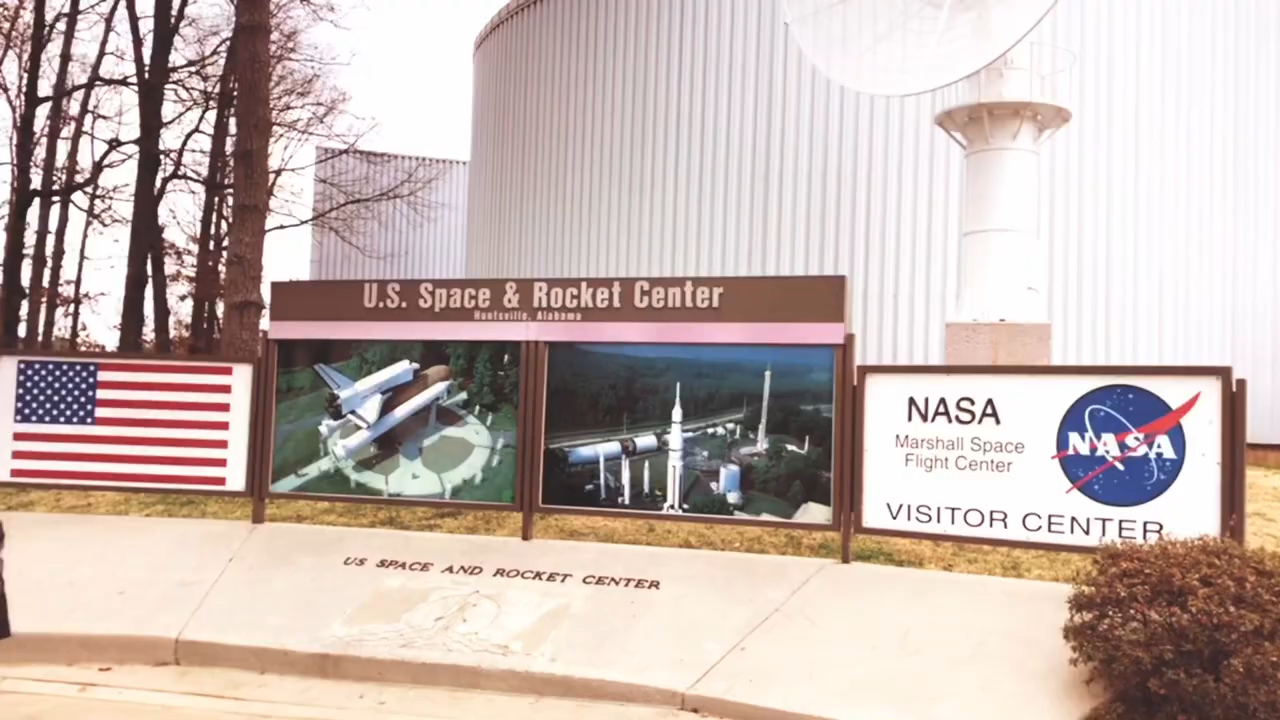 U.S. Space & Rocket Center
Huntsville, Alabama
NASA
Marshall Space
Flight Center
NASA
VISITOR CENTER
US SPACE AND ROCKET CENTER